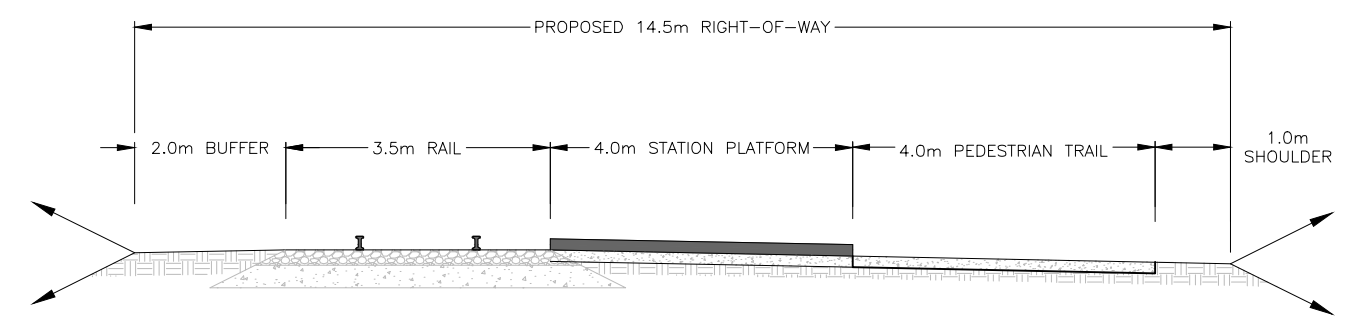 PROPOSED 14.5m RIGHT-OF-WAY
2.0m BUFFER
3.5m RAIL
4.0m STATION PLATFORM
4.0m PEDESTRIAN TRAIL
1.0m
SHOULDER